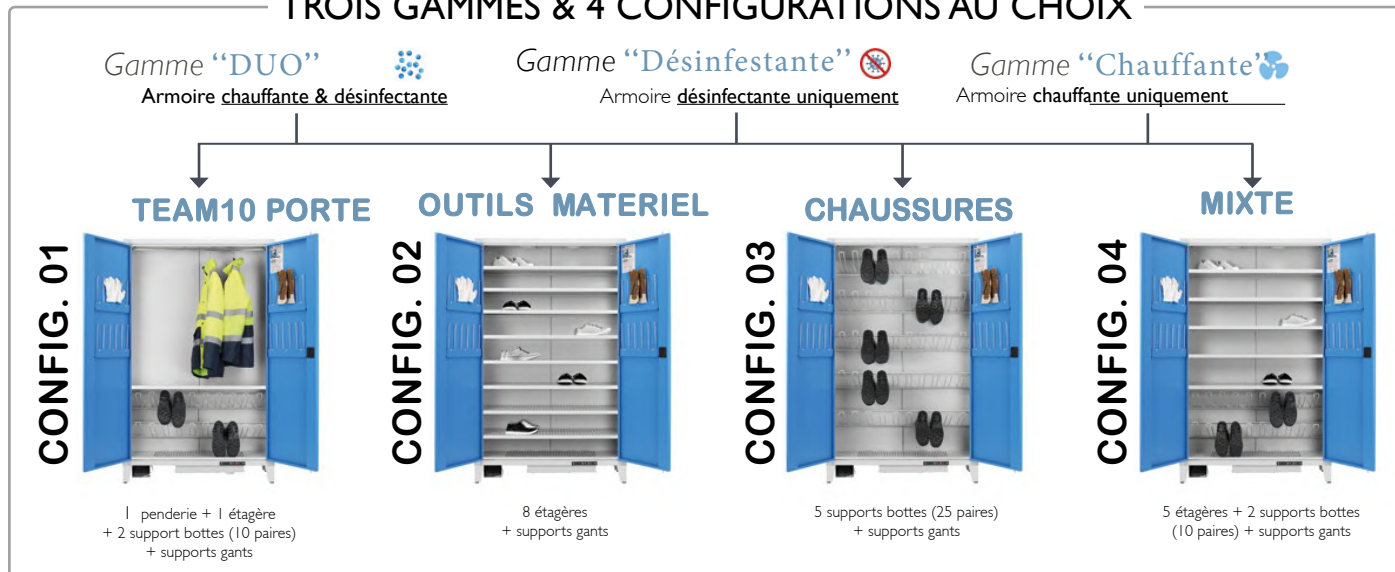 TROIS GAMMES & 4 CONFIGURATIONS AU CHOIX
Gamme “DUO”
Armoire chauffante & désinfectante
Gamme “Désinfestante”
Armoire désinfectante uniquement
Gamme “Chauffante”
Armoire chauffante uniquement
CONFIG. 01
TEAM10 PORTE
1 penderie + 1 étagère
+ 2 support bottes (10 paires)
+ supports gants
CONFIG. 02
OUTILS MATERIEL
8 étagères
+ supports gants
CONFIG. 03
CHAUSSURES
5 supports bottes (25 paires)
+ supports gants
CONFIG. 04
MIXTE
5 étagères + 2 supports bottes
(10 paires) + supports gants